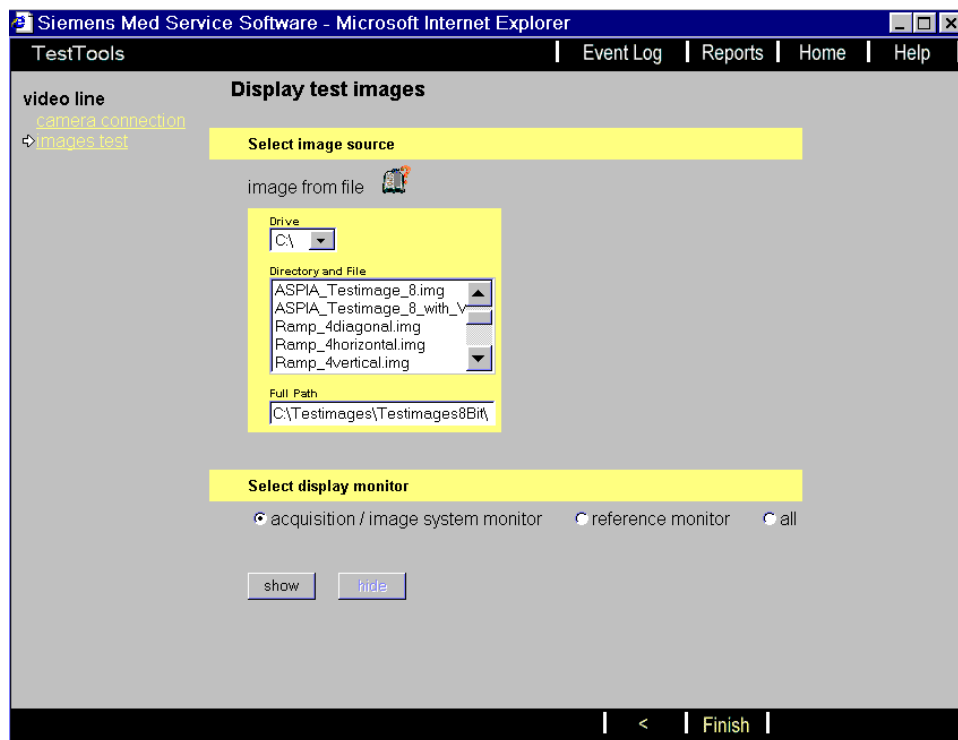 Siemens Med Service Software - Microsoft Internet Explorer
TestTools
Event Log
Reports
Home
Help
video line
camera connection
images test
Display test images
Select image source
image from file
Drive
C:\
Directory and File
ASPIA_Testimage_8.img
ASPIA_Testimage_8_with_V
Ramp_4diagonal.img
Ramp_4horizontal.img
Ramp_4vertical.img
Full Path
C:\Testimages\Testimages8Bit\
Select display monitor
acquisition / image system monitor
reference monitor
all
show
hide
<
Finish